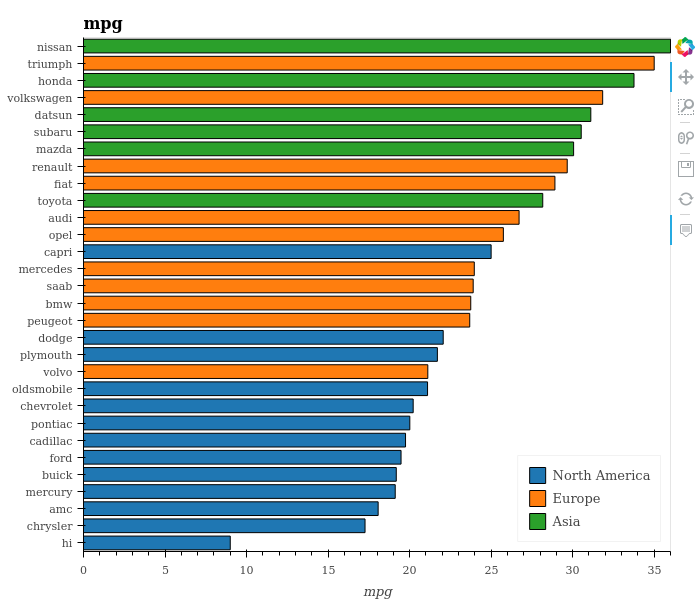 mpg
nissan
triumph
honda
volkswagen
datsun
subaru
mazda
renault
fiat
toyota
audi
opel
capri
mercedes
saab
bmw
peugeot
dodge
plymouth
volvo
oldsmobile
chevrolet
pontiac
cadillac
ford
buick
mercury
amc
chrysler
hi
North America
Europe
Asia
0 5 10 15 20 25 30 35
mpg